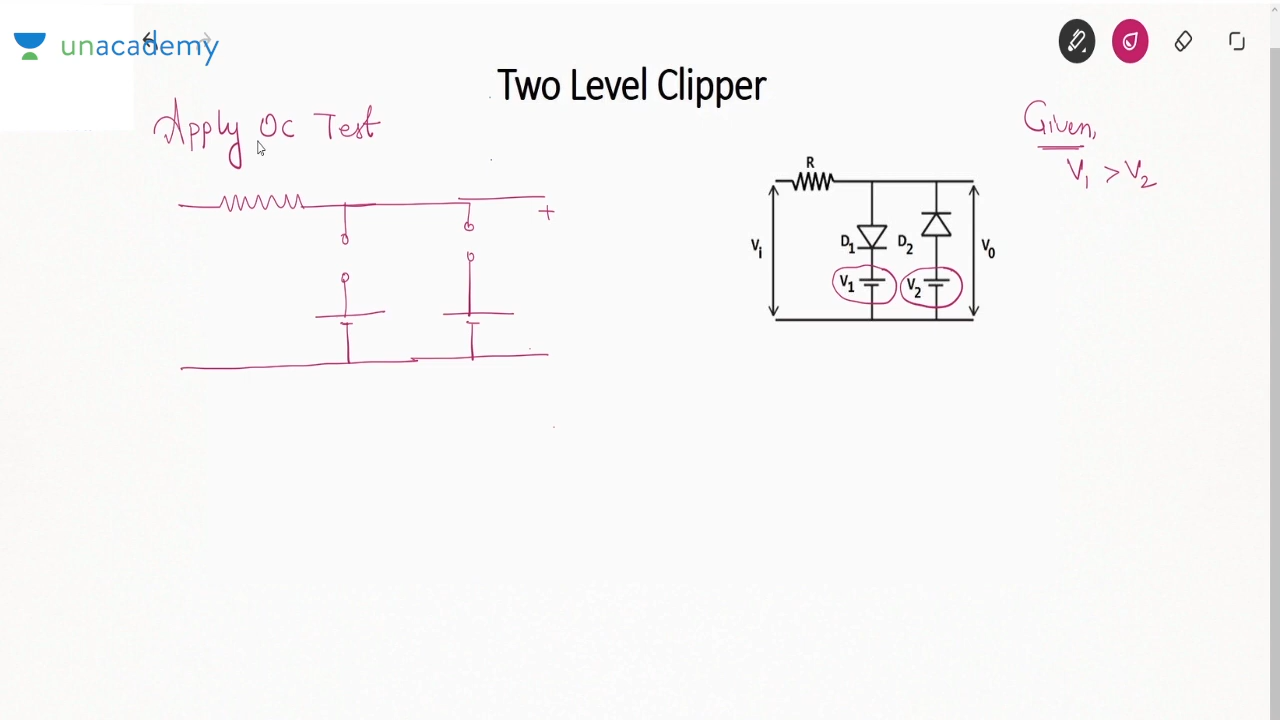 unacademy
Two Level Clipper
Apply OC Test
Given,
V1 > V2
R
Vi
D1
D2
V0
V1
V2
+